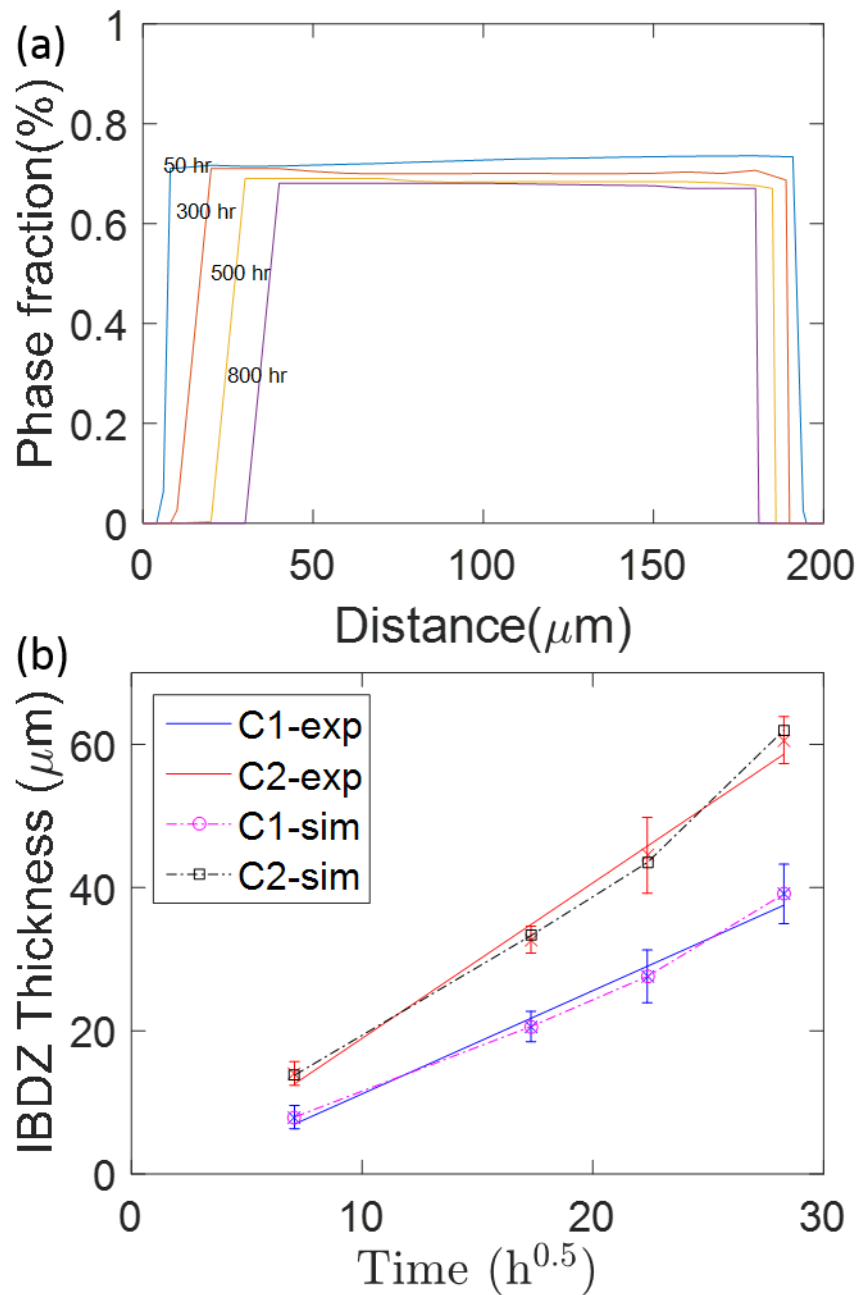 (a)
1
0.8
0.6
0.4
0.2
0
Phase fraction(%)
50 hr
300 hr
500 hr
800 hr
0 50 100 150 200
Distance(μm)
(b)
60
40
20
0
IBDZ Thickness (μm)
C1-exp
C2-exp
C1-sim
C2-sim
0 10 20 30
Time (h^0.5)